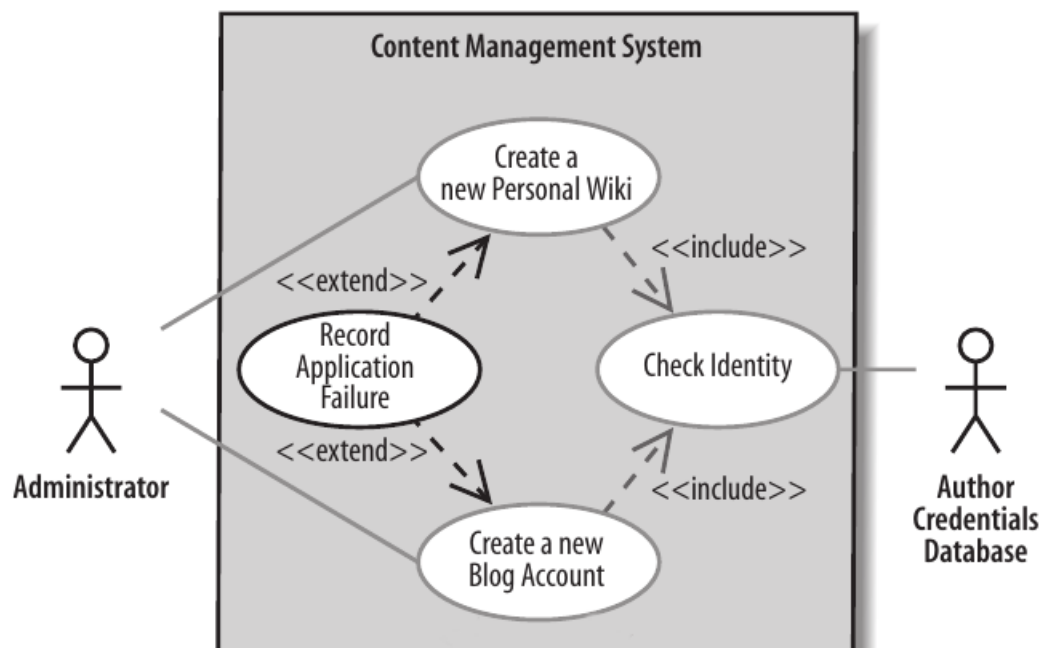 Content Management System
Create a
new Personal Wiki
<<include>>
<<extend>>
Record
Application
Failure
Check Identity
<<extend>>
<<include>>
Administrator
Author
Credentials
Database
Create a new
Blog Account